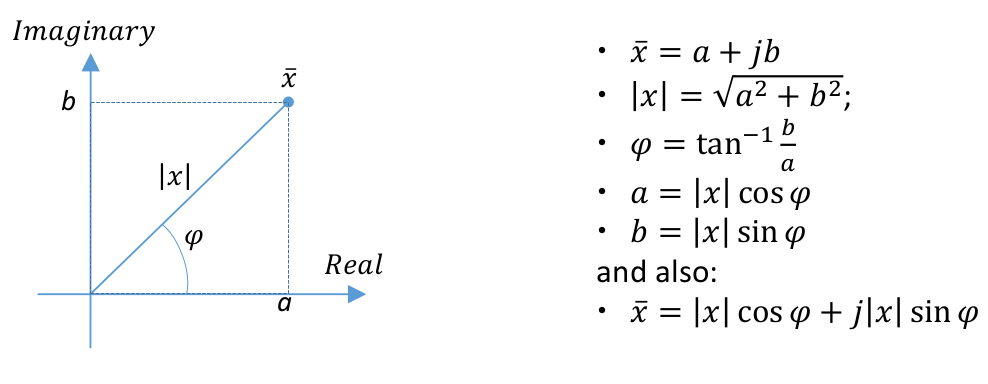 Imaginary
b
x̄
|x|
φ
Real
a
• x̄ = a + jb
• |x| = √(a² + b²);
• φ = tan⁻¹ b/a
• a = |x| cos φ
• b = |x| sin φ
and also:
• x̄ = |x| cos φ + j|x| sin φ